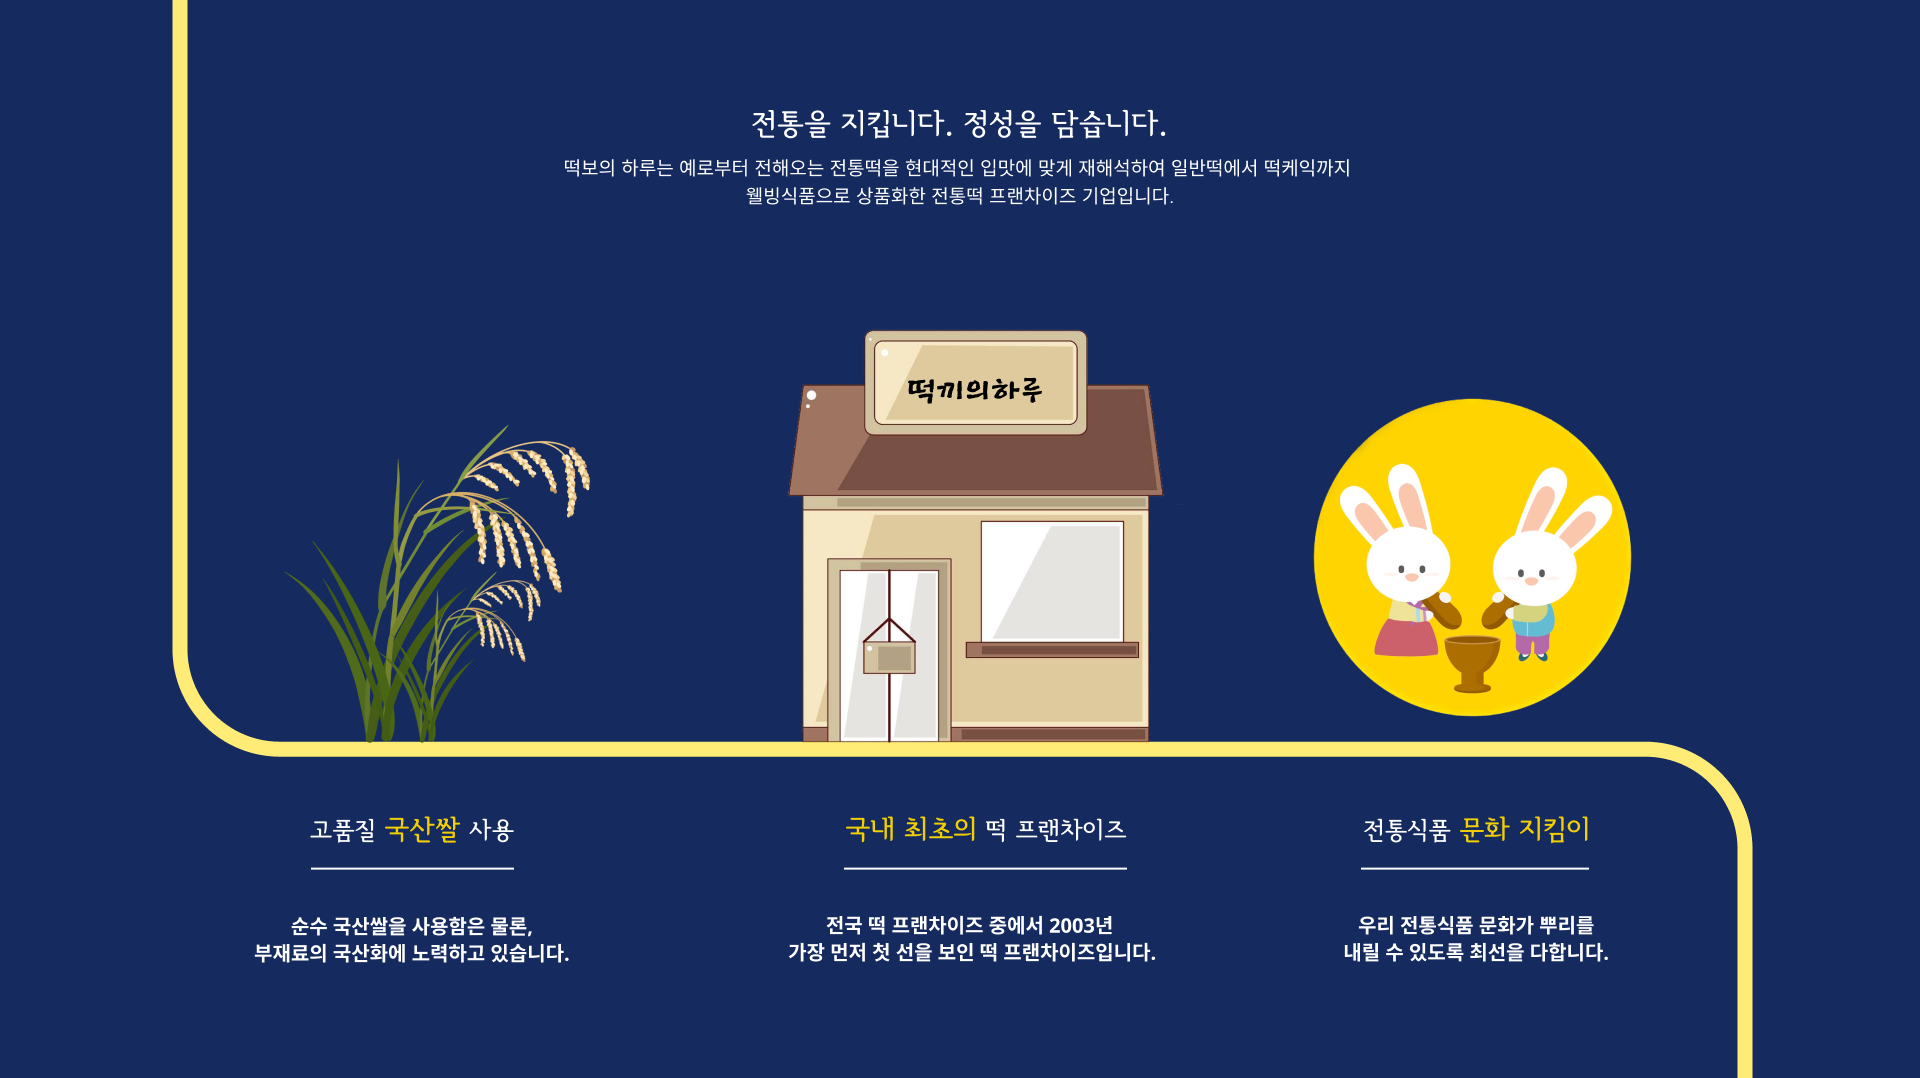 전통을 지킵니다. 정성을 담습니다.
떡보의 하루는 예로부터 전해오는 전통떡을 현대적인 입맛에 맞게 재해석하여 일반떡에서 떡케익까지
웰빙식품으로 상품화한 전통떡 프랜차이즈 기업입니다.
떡끼의하루
고품질 국산쌀 사용
순수 국산쌀을 사용함은 물론,
부재료의 국산화에 노력하고 있습니다.
국내 최초의 떡 프랜차이즈
전국 떡 프랜차이즈 중에서 2003년
가장 먼저 첫 선을 보인 떡 프랜차이즈입니다.
전통식품 문화 지킴이
우리 전통식품 문화가 뿌리를
내릴 수 있도록 최선을 다합니다.